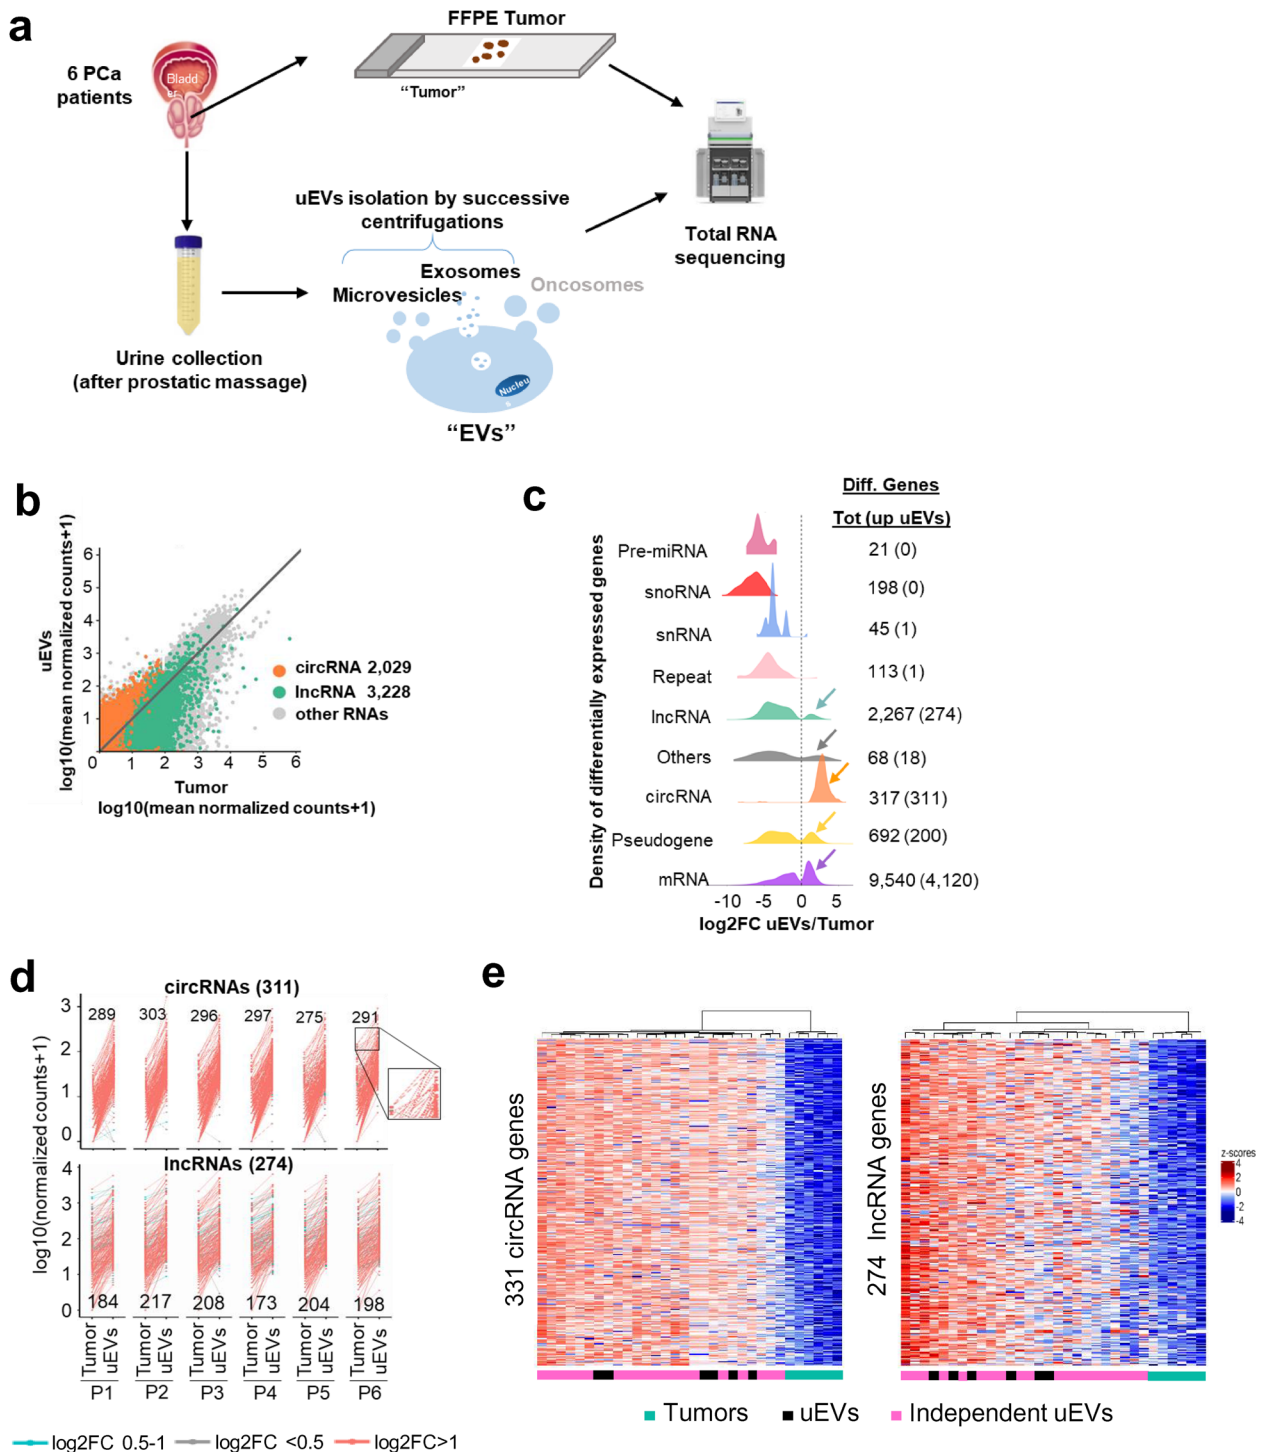 a
FFPE Tumor
6 PCa
patients
Bladd
er
"Tumor"
uEVs isolation by successive
centrifugations
Exosomes
Oncosomes
Microvesicles
Total RNA
sequencing
Urine collection
(after prostatic massage)
Nucleu
s
"EVs"
b
uEVs
log10(mean normalized counts+1)
6
5
4
3
2
1
0 1 2 3 4 5 6
circRNA 2,029
lncRNA 3,228
other RNAs
Tumor
log10(mean normalized counts+1)
c
Diff. Genes
Tot (up uEVs)
Density of differentially expressed genes
Pre-miRNA 21 (0)
snoRNA 198 (0)
snRNA 45 (1)
Repeat 113 (1)
lncRNA 2,267 (274)
Others 68 (18)
circRNA 317 (311)
Pseudogene 692 (200)
mRNA 9,540 (4,120)
-10 -5 0 5
log2FC uEVs/Tumor
d
circRNAs (311)
log10(normalized counts+1)
3
2
1
0
289 303 296 297 275 291
lncRNAs (274)
4
3
2
1
0
184 217 208 173 204 198
Tumor uEVs Tumor uEVs Tumor uEVs Tumor uEVs Tumor uEVs Tumor uEVs
P1 P2 P3 P4 P5 P6
log2FC 0.5-1 log2FC <0.5 log2FC>1
e
331 circRNA genes
274 lncRNA genes
z-scores
4
2
0
-2
-4
Tumors uEVs Independent uEVs